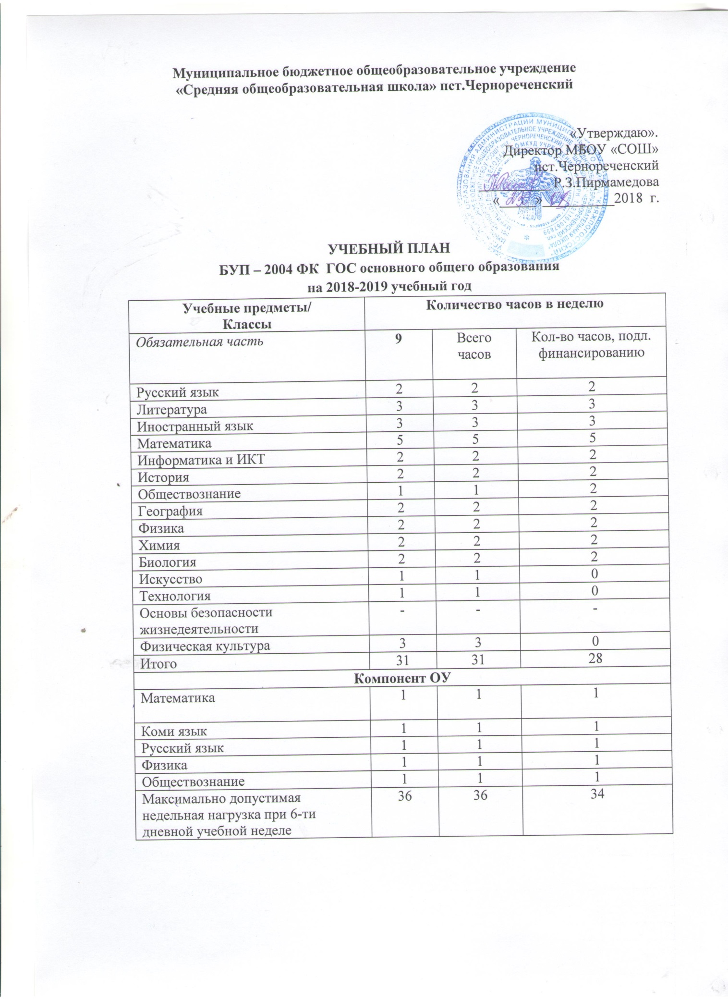 Муниципальное бюджетное общеобразовательное учреждение
«Средняя общеобразовательная школа» пст.Чернореченский
«Утверждаю».
Директор МБОУ «СОШ»
пст.Чернореченский
Р.З.Пирмамедова
« » 2018 г.
УЧЕБНЫЙ ПЛАН
БУП – 2004 ФК ГОС основного общего образования
на 2018-2019 учебный год
Учебные предметы/ Количество часов в неделю
Классы
Обязательная часть 9 Всего Кол-во часов, подл.
часов финансированию
Русский язык 2 2 2
Литература 3 3 3
Иностранный язык 3 3 3
Математика 5 5 5
Информатика и ИКТ 2 2 2
История 2 2 2
Обществознание 1 1 2
География 2 2 2
Физика 2 2 2
Химия 2 2 2
Биология 2 2 2
Искусство 1 1 0
Технология 1 1 0
Основы безопасности - - -
жизнедеятельности
Физическая культура 3 3 0
Итого 31 31 28
Компонент ОУ
Математика 1 1 1
Коми язык 1 1 1
Русский язык 1 1 1
Физика 1 1 1
Обществознание 1 1 1
Максимально допустимая 36 36 34
недельная нагрузка при 6-ти
дневной учебной неделе